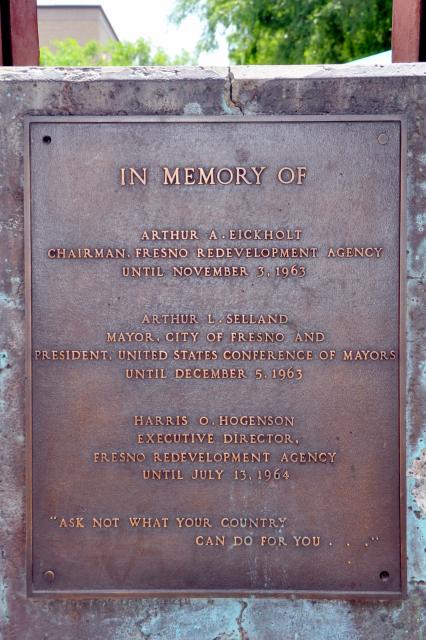 IN MEMORY OF
ARTHUR A. EICKHOLT
CHAIRMAN, FRESNO REDEVELOPMENT AGENCY
UNTIL NOVEMBER 3, 1963
ARTHUR L. SELLAND
MAYOR, CITY OF FRESNO AND
PRESIDENT, UNITED STATES CONFERENCE OF MAYORS
UNTIL DECEMBER 5, 1963
HARRIS O. HOGENSON
EXECUTIVE DIRECTOR,
FRESNO REDEVELOPMENT AGENCY
UNTIL JULY 13, 1964
"ASK NOT WHAT YOUR COUNTRY
CAN DO FOR YOU . . ."